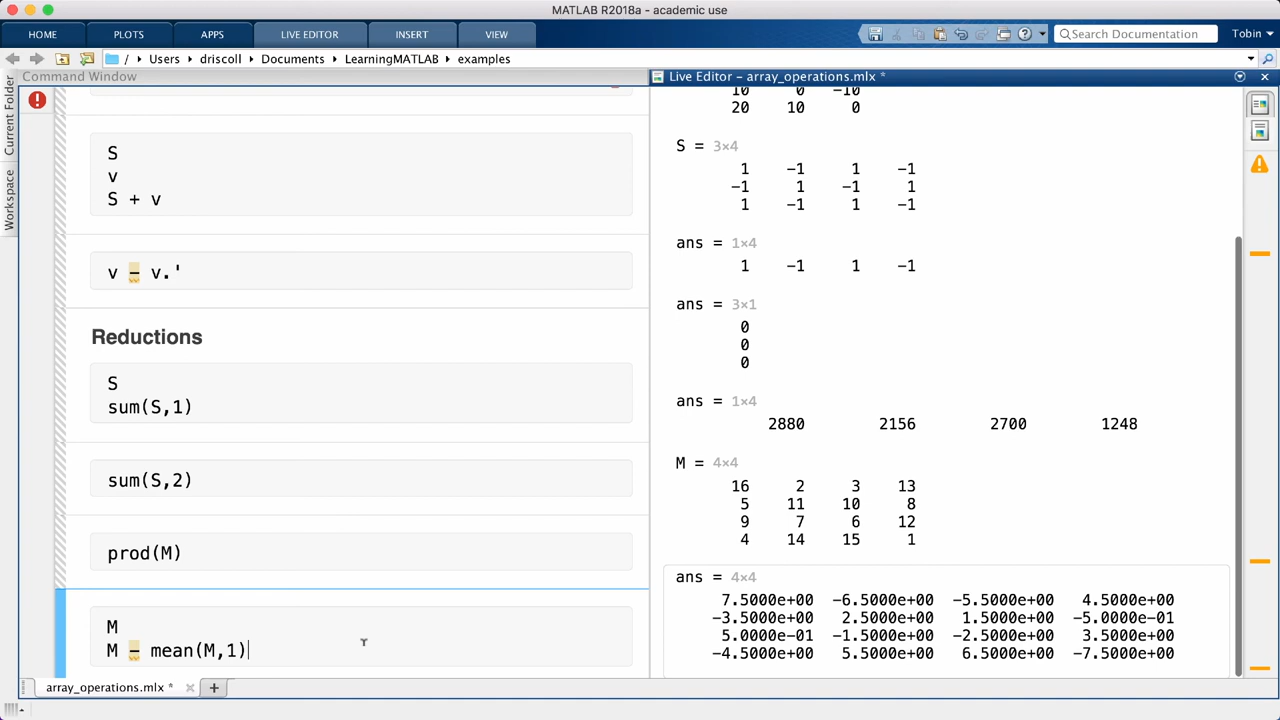 MATLAB R2018a - academic use
HOME PLOTS APPS LIVE EDITOR INSERT VIEW Search Documentation Tobin
/ Users driscoll Documents LearningMATLAB examples
Command Window
Live Editor - array_operations.mlx *
Current Folder
Workspace
S
v
S + v
v - v.'
Reductions
S
sum(S,1)
sum(S,2)
prod(M)
M
M - mean(M,1)
array_operations.mlx *
10 0 -10
20 10 0
S = 3×4
1 -1 1 -1
-1 1 -1 1
1 -1 1 -1
ans = 1×4
1 -1 1 -1
ans = 3×1
0
0
0
ans = 1×4
2880 2156 2700 1248
M = 4×4
16 2 3 13
5 11 10 8
9 7 6 12
4 14 15 1
ans = 4×4
7.5000e+00 -6.5000e+00 -5.5000e+00 4.5000e+00
-3.5000e+00 2.5000e+00 1.5000e+00 -5.0000e-01
5.0000e-01 -1.5000e+00 -2.5000e+00 3.5000e+00
-4.5000e+00 5.5000e+00 6.5000e+00 -7.5000e+00